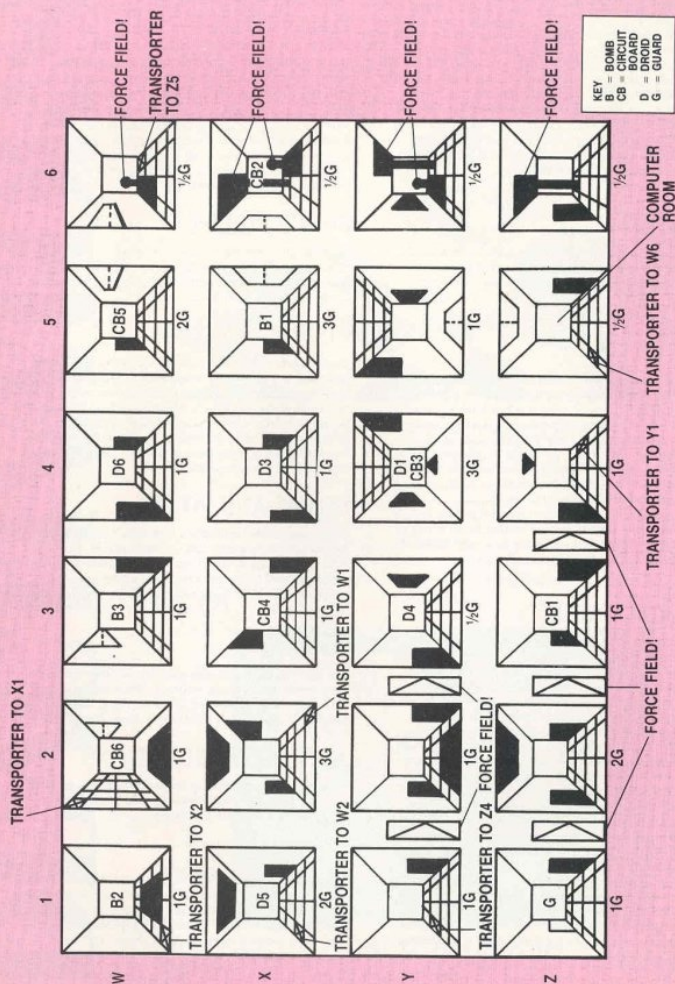 TRANSPORTER TO X1
1 2 3 4 5 6
FORCE FIELD!
TRANSPORTER
TO Z5
W
B2 CB6 B3 D6 CB5
1G 1G 1G 1G 2G ½G
TRANSPORTER TO X2
FORCE FIELD!
X
D5 CB4 D3 B1 CB2
2G 3G 1G 1G 3G ½G
TRANSPORTER TO W2
TRANSPORTER TO W1
FORCE FIELD!
Y
D4 D1
CB3
1G 1G ½G 3G 1G ½G
TRANSPORTER TO Z4
FORCE FIELD!
FORCE FIELD!
Z
G CB1
1G 2G 1G 1G ½G ½G
FORCE FIELD!
TRANSPORTER TO Y1
TRANSPORTER TO W6
COMPUTER
ROOM
KEY
B = BOMB
CB = CIRCUIT
BOARD
D = DROID
G = GUARD